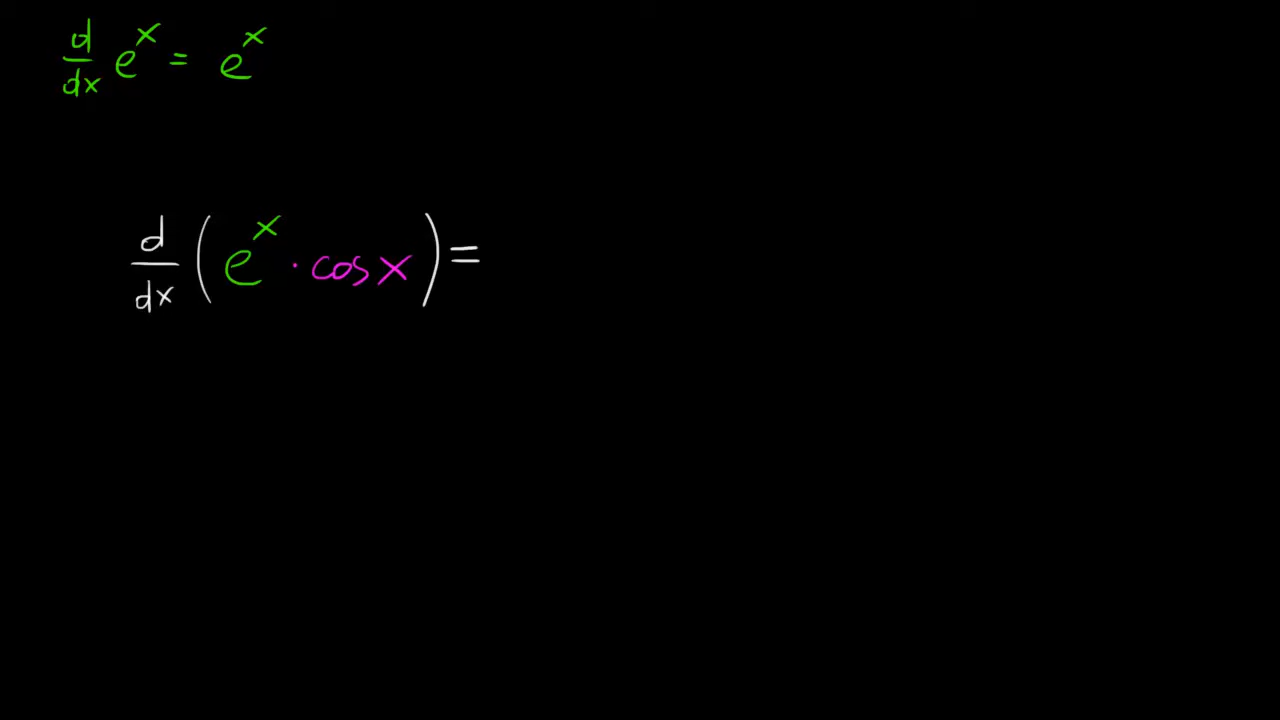 d/dx e^x = e^x
d/dx (e^x · cos x) =